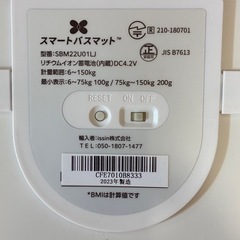 210-180701
スマートバスマット™
型名:SBM22U01LJ
JIS B7613
リチウムイオン蓄電池(内蔵)DC4.2V
計量範囲:6~150kg
最小表示:6~75kg 100g/ 75kg~150kg 200g
RESET ON OFF
輸入者:issin株式会社
TEL:050-1807-1477
CFE7010B8333
2023年製造
*BMIは計算値です